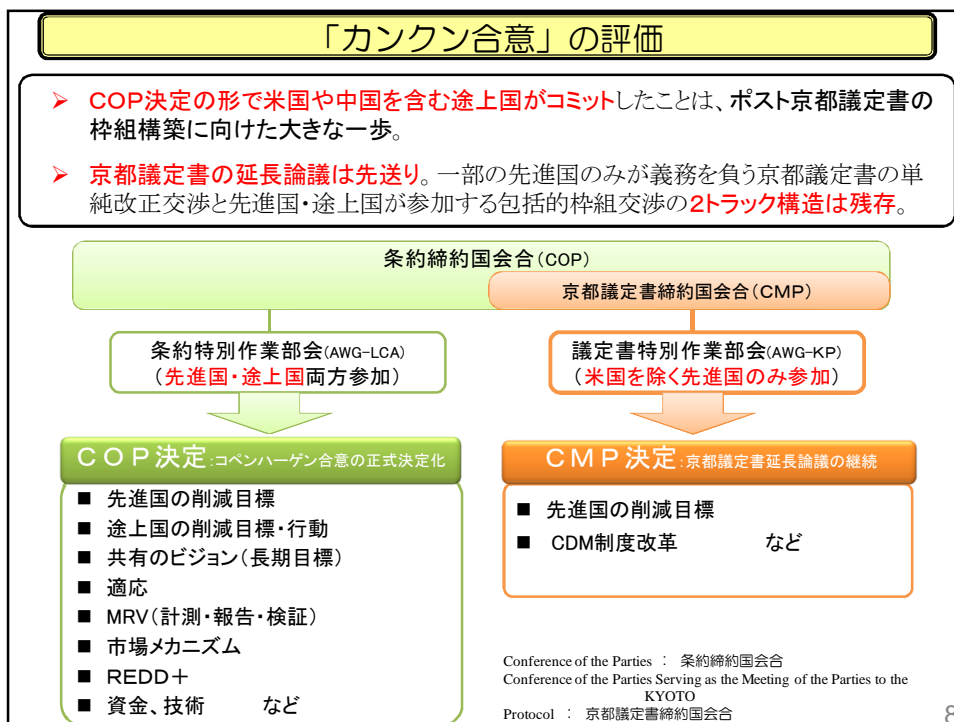 「カンクン合意」の評価
➢ COP決定の形で米国や中国を含む途上国がコミットしたことは、ポスト京都議定書の
枠組構築に向けた大きな一歩。
➢ 京都議定書の延長論議は先送り。一部の先進国のみが義務を負う京都議定書の単
純改正交渉と先進国・途上国が参加する包括的枠組交渉の2トラック構造は残存。
条約締約国会合(COP)
京都議定書締約国会合(CMP)
条約特別作業部会(AWG-LCA)
(先進国・途上国両方参加)
議定書特別作業部会(AWG-KP)
(米国を除く先進国のみ参加)
COP決定:コペンハーゲン合意の正式決定化
■ 先進国の削減目標
■ 途上国の削減目標・行動
■ 共有のビジョン(長期目標)
■ 適応
■ MRV(計測・報告・検証)
■ 市場メカニズム
■ REDD+
■ 資金、技術 など
CMP決定:京都議定書延長論議の継続
■ 先進国の削減目標
■ CDM制度改革 など
Conference of the Parties : 条約締約国会合
Conference of the Parties Serving as the Meeting of the Parties to the
KYOTO
Protocol : 京都議定書締約国会合
8